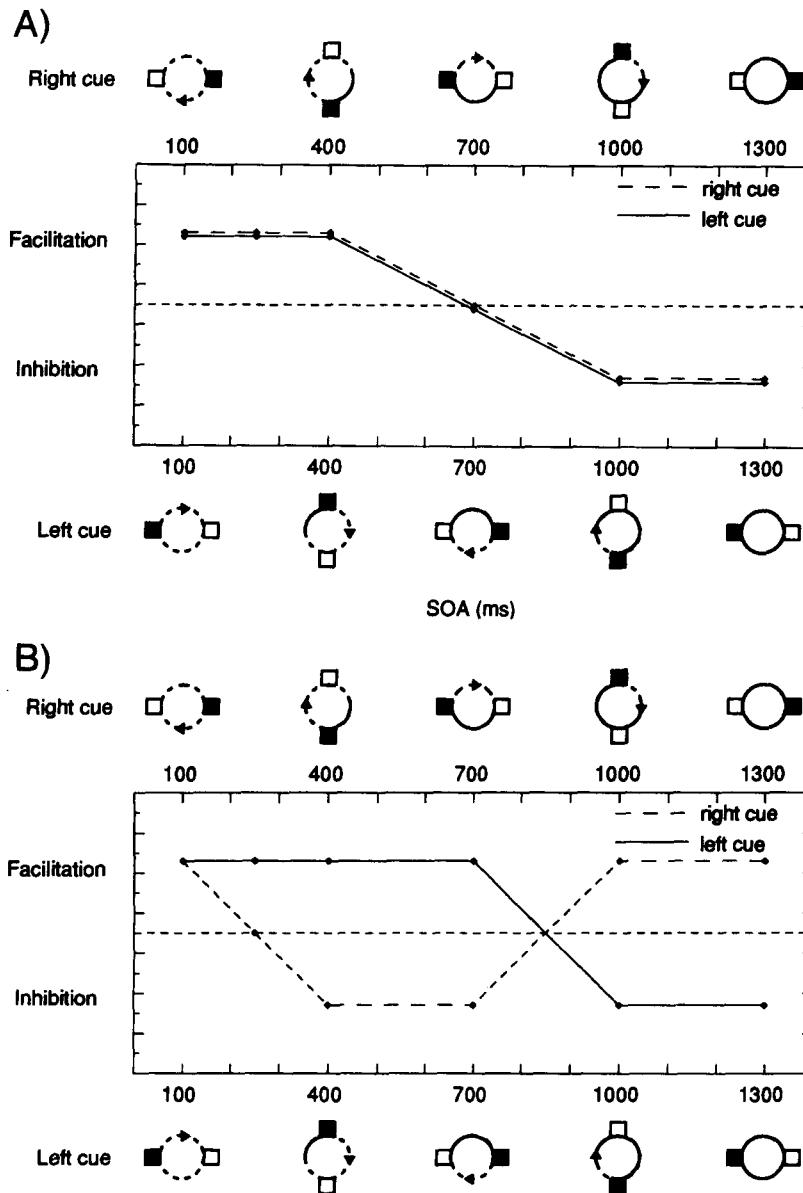 A)
Right cue
100 400 700 1000 1300
right cue
left cue
Facilitation
Inhibition
100 400 700 1000 1300
Left cue
SOA (ms)
B)
Right cue
100 400 700 1000 1300
right cue
left cue
Facilitation
Inhibition
100 400 700 1000 1300
Left cue